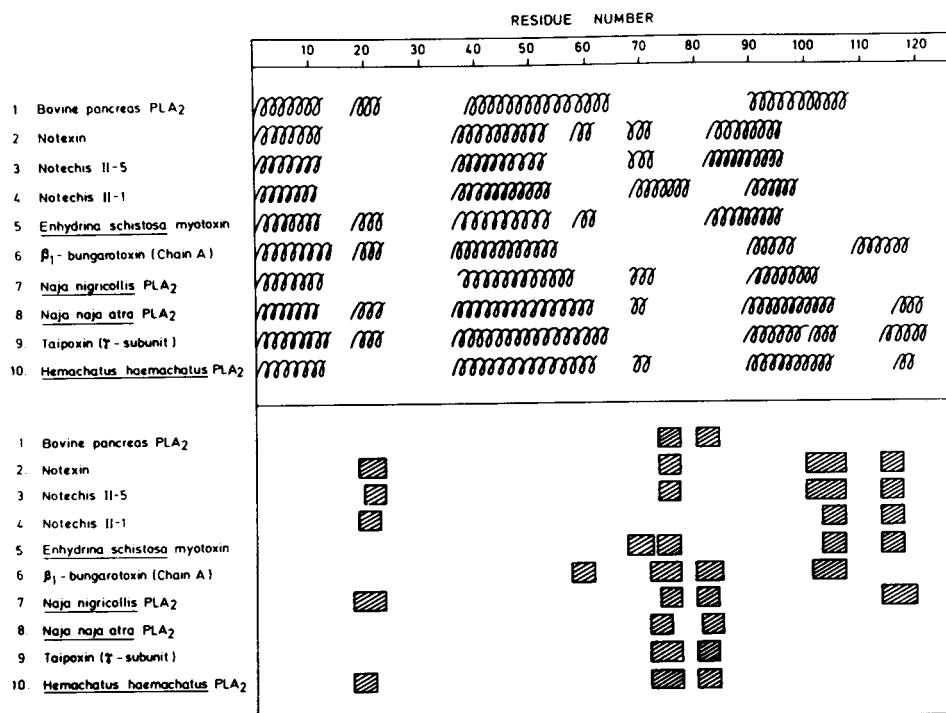 RESIDUE NUMBER
10 20 30 40 50 60 70 80 90 100 110 120
1 Bovine pancreas PLA2
2 Notexin
3 Notechis II-5
4 Notechis II-1
5 Enhydrina schistosa myotoxin
6 β1- bungarotoxin (Chain A)
7 Naja nigricollis PLA2
8 Naja naja atra PLA2
9. Taipoxin (γ-subunit)
10. Hemachatus haemachatus PLA2
1 Bovine pancreas PLA2
2. Notexin
3 Notechis II-5
4 Notechis II-1
5 Enhydrina schistosa myotoxin
6 β1- bungarotoxin (Chain A)
7 Naja nigricollis PLA2
8. Naja naja atra PLA2
9 Taipoxin (γ-subunit)
10. Hemachatus haemachatus PLA2